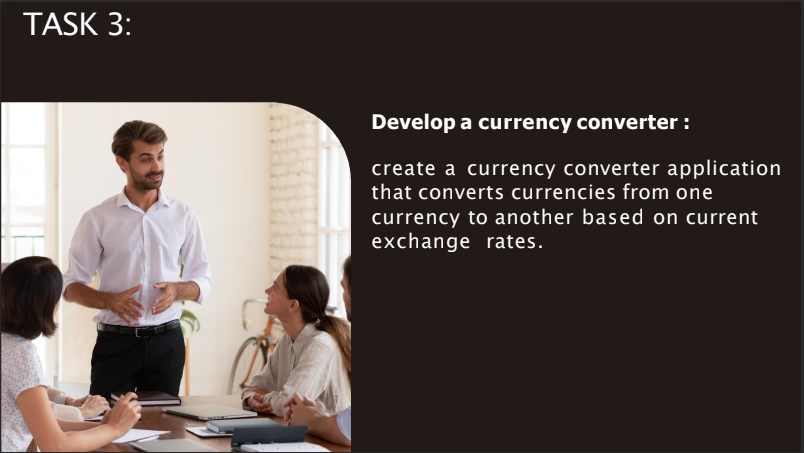 TASK 3:
Develop a currency converter :
create a currency converter application
that converts currencies from one
currency to another based on current
exchange rates.